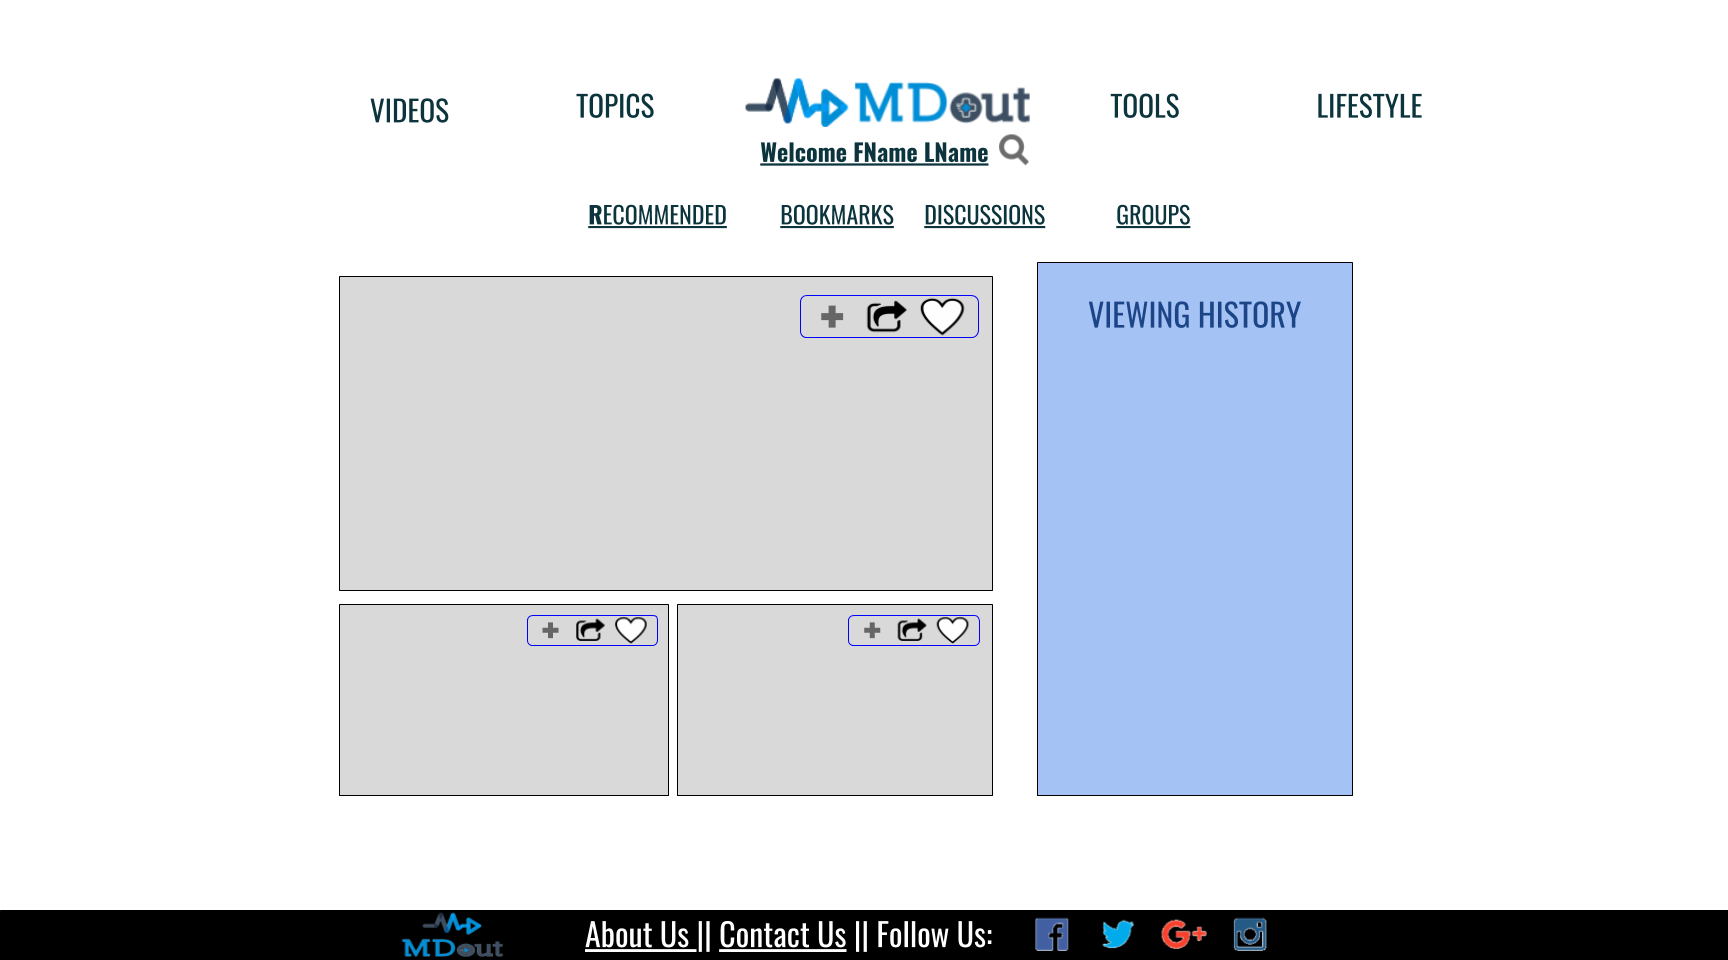 VIDEOS TOPICS MDout TOOLS LIFESTYLE
Welcome FName LName
RECOMMENDED BOOKMARKS DISCUSSIONS GROUPS
VIEWING HISTORY
MDout About Us || Contact Us || Follow Us: f G+